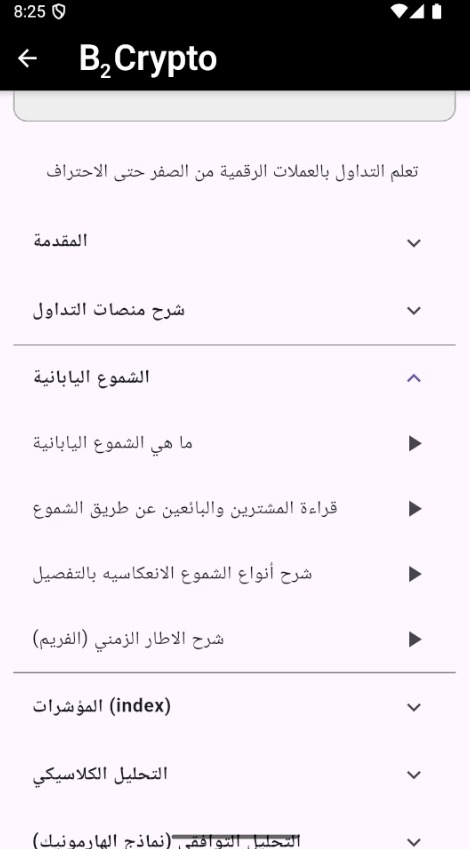 8:25
B2Crypto
تعلم التداول بالعملات الرقمية من الصفر حتى الاحتراف
المقدمة
شرح منصات التداول
الشموع اليابانية
ما هي الشموع اليابانية
قراءة المشترين والبائعين عن طريق الشموع
شرح أنواع الشموع الانعكاسيه بالتفصيل
شرح الاطار الزمني (الفريم)
المؤشرات (index)
التحليل الكلاسيكي
التحليل التوافقي (نماذج الهارمونيك)